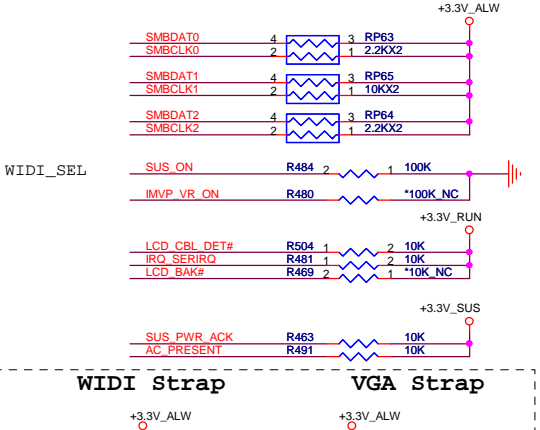 +3.3V_ALW
SMBDAT0 4 3 RP63
SMBCLK0 2 1 2.2KX2
SMBDAT1 4 3 RP65
SMBCLK1 2 1 10KX2
SMBDAT2 4 3 RP64
SMBCLK2 2 1 2.2KX2
WIDI_SEL SUS_ON R484 2 1 100K
IMVP_VR_ON R480 *100K_NC
+3.3V_RUN
LCD_CBL_DET# R504 1 2 10K
IRQ_SERIRQ R481 1 2 10K
LCD_BAK# R469 2 1 *10K_NC
+3.3V_SUS
SUS_PWR_ACK R463 10K
AC_PRESENT R491 10K
WIDI Strap VGA Strap
+3.3V_ALW +3.3V_ALW